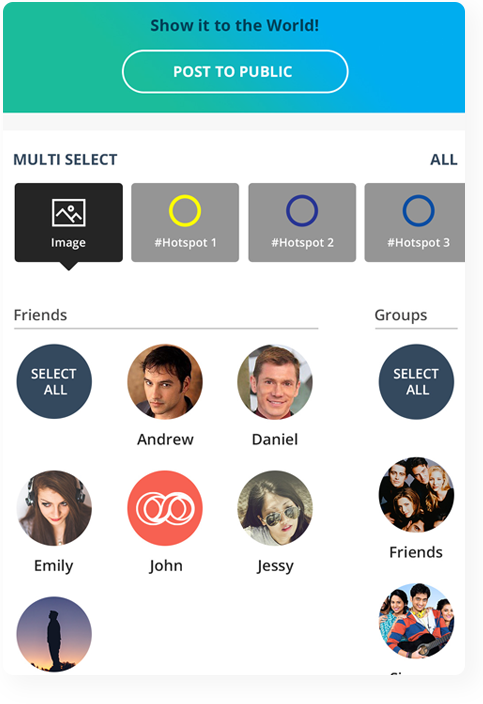 Show it to the World!
POST TO PUBLIC
MULTI SELECT
ALL
Image
#Hotspot 1
#Hotspot 2
#Hotspot 3
Friends
Groups
SELECT
ALL
SELECT
ALL
Andrew
Daniel
Emily
John
Jessy
Friends